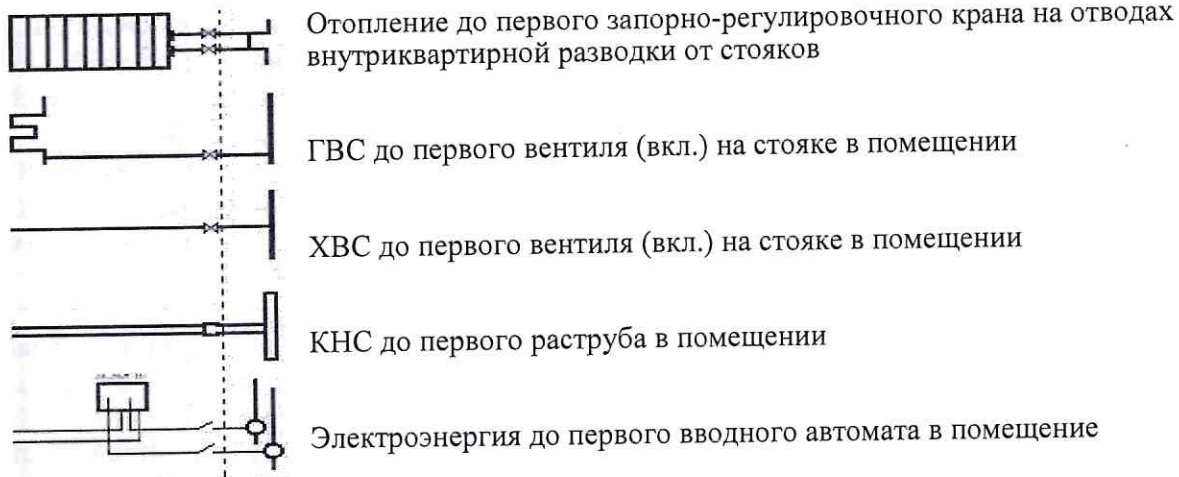 Отопление до первого запорно-регулировочного крана на отводах
внутриквартирной разводки от стояков
ГВС до первого вентиля (вкл.) на стояке в помещении
ХВС до первого вентиля (вкл.) на стояке в помещении
КНС до первого раструба в помещении
Электроэнергия до первого вводного автомата в помещение